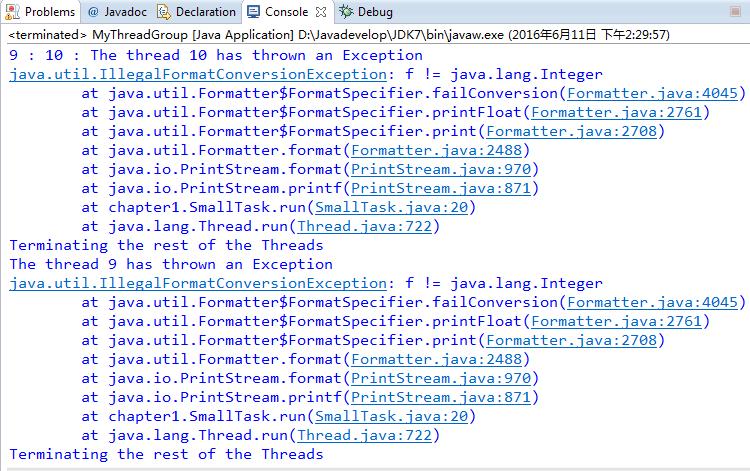 Problems @ Javadoc Declaration Console Debug
<terminated> MyThreadGroup [Java Application] D:\Javadevelop\JDK7\bin\javaw.exe (2016年6月11日 下午2:29:57)
9 : 10 : The thread 10 has thrown an Exception
java.util.IllegalFormatConversionException: f != java.lang.Integer
at java.util.Formatter$FormatSpecifier.failConversion(Formatter.java:4045)
at java.util.Formatter$FormatSpecifier.printFloat(Formatter.java:2761)
at java.util.Formatter$FormatSpecifier.print(Formatter.java:2708)
at java.util.Formatter.format(Formatter.java:2488)
at java.io.PrintStream.format(PrintStream.java:970)
at java.io.PrintStream.printf(PrintStream.java:871)
at chapter1.SmallTask.run(SmallTask.java:20)
at java.lang.Thread.run(Thread.java:722)
Terminating the rest of the Threads
The thread 9 has thrown an Exception
java.util.IllegalFormatConversionException: f != java.lang.Integer
at java.util.Formatter$FormatSpecifier.failConversion(Formatter.java:4045)
at java.util.Formatter$FormatSpecifier.printFloat(Formatter.java:2761)
at java.util.Formatter$FormatSpecifier.print(Formatter.java:2708)
at java.util.Formatter.format(Formatter.java:2488)
at java.io.PrintStream.format(PrintStream.java:970)
at java.io.PrintStream.printf(PrintStream.java:871)
at chapter1.SmallTask.run(SmallTask.java:20)
at java.lang.Thread.run(Thread.java:722)
Terminating the rest of the Threads